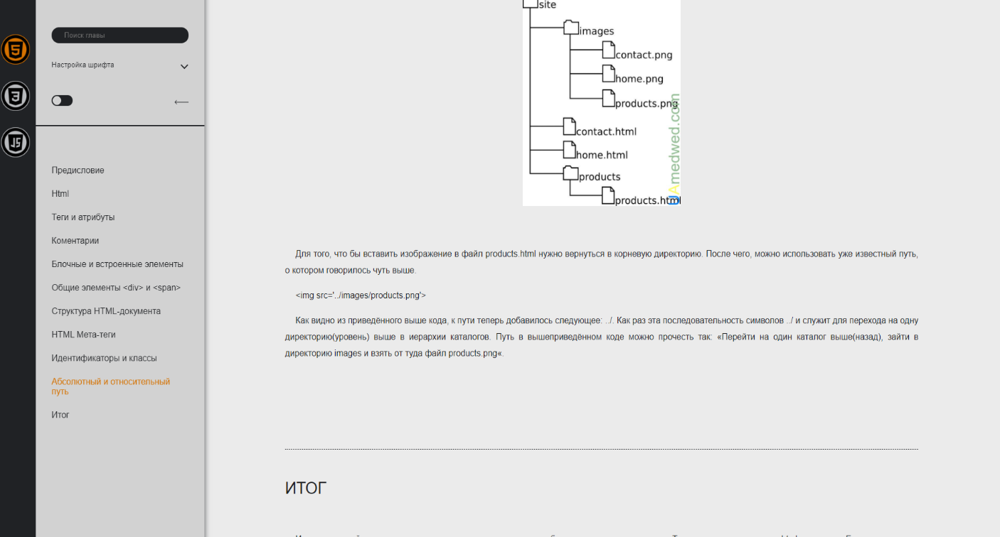 Поиск главы
Настройка шрифта
Предисловие
Html
Теги и атрибуты
Коментарии
Блочные и встроенные элементы
Общие элементы <div> и <span>
Структура HTML-документа
HTML Мета-теги
Идентификаторы и классы
Абсолютный и относительный
путь
Итог
site
images
contact.png
home.png
products.png
contact.html
home.html
products
products.html
UAmedwed.com
Для того, что бы вставить изображение в файл products.html нужно вернуться в корневую директорию. После чего, можно использовать уже известный путь,
о котором говорилось чуть выше.
<img src='../images/products.png'>
Как видно из приведённого выше кода, к пути теперь добавилось следующее: ../. Как раз эта последовательность символов ../ и служит для перехода на одну
директорию(уровень) выше в иерархии каталогов. Путь в вышеприведённом коде можно прочесть так: «Перейти на один каталог выше(назад), зайти в
директорию images и взять от туда файл products.png«.
ИТОГ